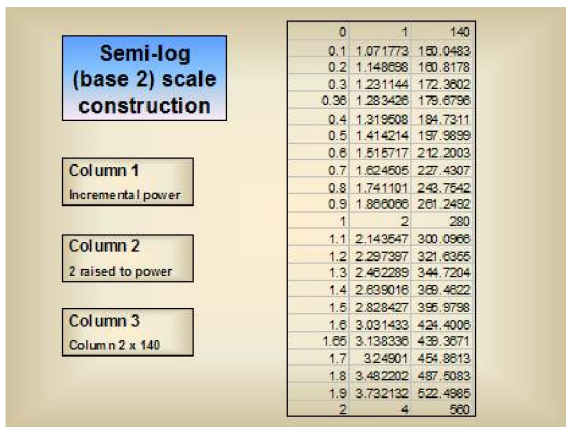 Semi-log
(base 2) scale
construction
Column 1
Incremental power
Column 2
2 raised to power
Column 3
Column 2 x 140
0 1 140
0.1 1.071773 150.0483
0.2 1.148698 160.8178
0.3 1.231144 172.3602
0.36 1.283426 179.6796
0.4 1.319508 184.7311
0.5 1.414214 197.9899
0.6 1.515717 212.2003
0.7 1.624505 227.4307
0.8 1.741101 243.7542
0.9 1.866066 261.2492
1 2 280
1.1 2.143547 300.0966
1.2 2.297397 321.6355
1.3 2.462289 344.7204
1.4 2.639016 369.4622
1.5 2.828427 395.9798
1.6 3.031433 424.4006
1.65 3.138336 439.3671
1.7 3.24901 454.8613
1.8 3.482202 487.5083
1.9 3.732132 522.4985
2 4 560